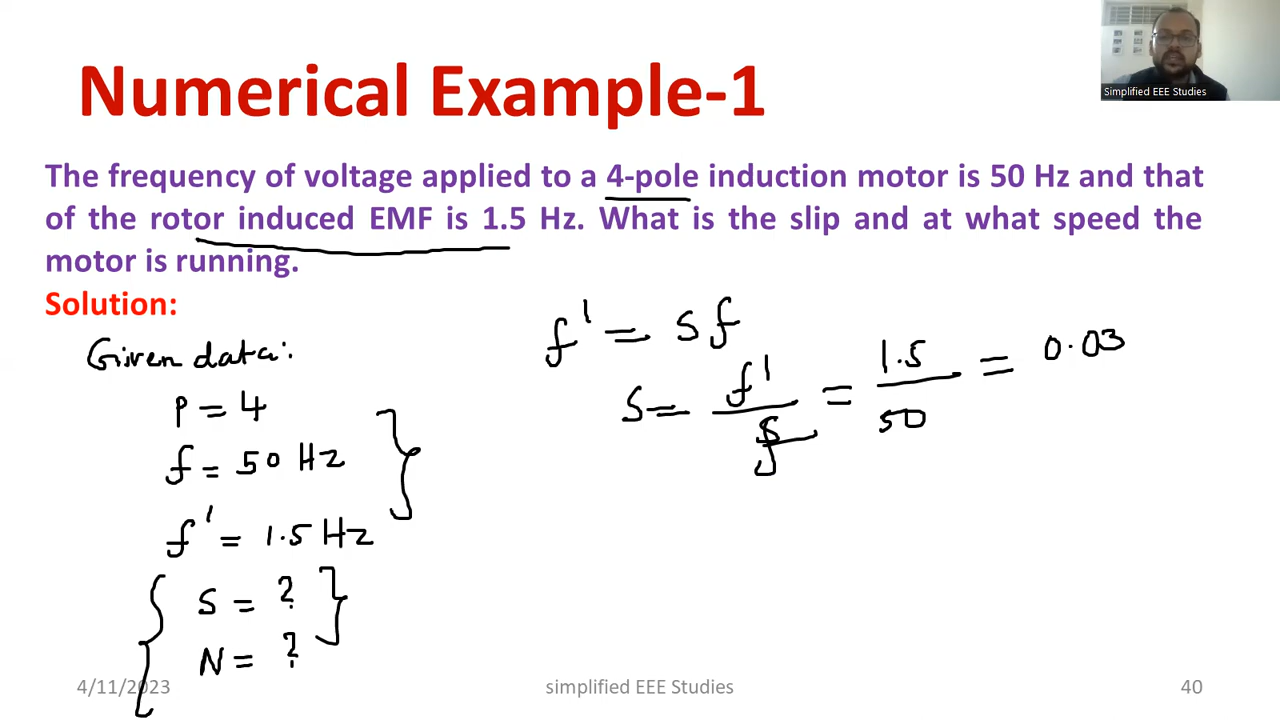 Numerical Example-1
Simplified EEE Studies
The frequency of voltage applied to a 4-pole induction motor is 50 Hz and that
of the rotor induced EMF is 1.5 Hz. What is the slip and at what speed the
motor is running.
Solution:
Given data:
P = 4
f = 50 Hz
f' = 1.5 Hz
S = ?
N = ?
f' = S f
S = f' / f = 1.5 / 50 = 0.03
4/11/2023
simplified EEE Studies
40